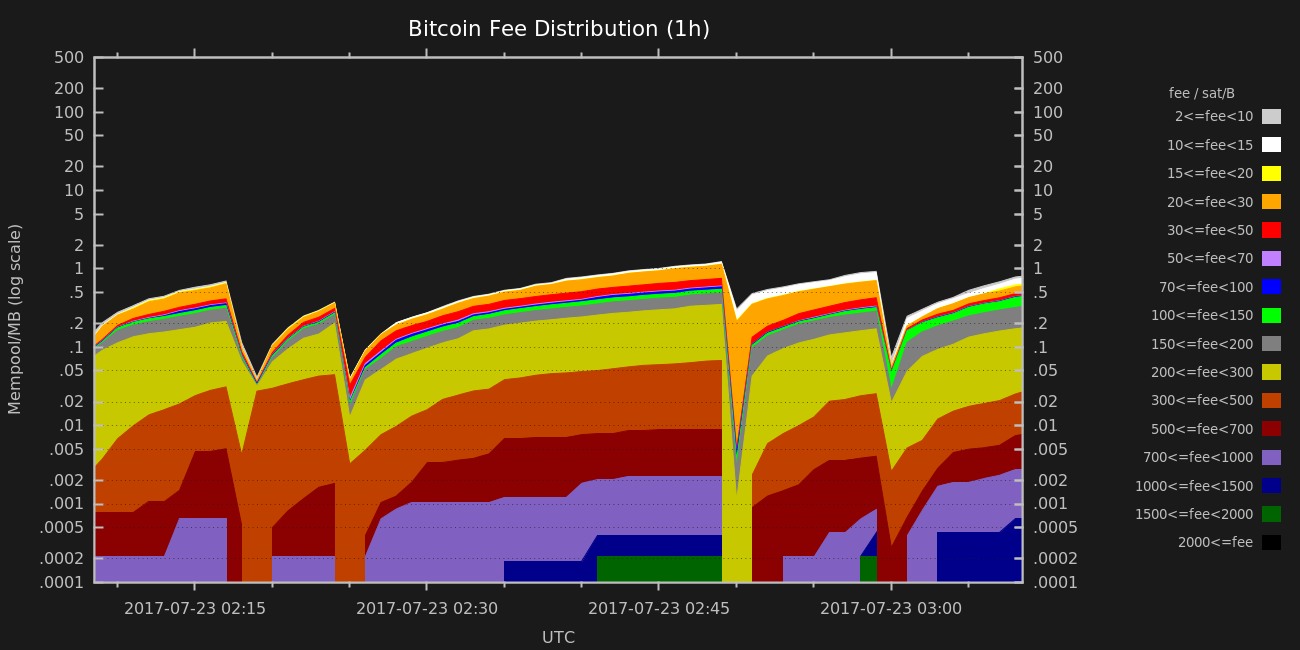 Bitcoin Fee Distribution (1h)
Mempool/MB (log scale)
500
200
100
50
20
10
5
2
1
.5
.2
.1
.05
.02
.01
.005
.002
.001
.0005
.0002
.0001
500
200
100
50
20
10
5
2
1
.5
.2
.1
.05
.02
.01
.005
.002
.001
.0005
.0002
.0001
2017-07-23 02:15
2017-07-23 02:30
2017-07-23 02:45
2017-07-23 03:00
UTC
fee / sat/B
2<=fee<10
10<=fee<15
15<=fee<20
20<=fee<30
30<=fee<50
50<=fee<70
70<=fee<100
100<=fee<150
150<=fee<200
200<=fee<300
300<=fee<500
500<=fee<700
700<=fee<1000
1000<=fee<1500
1500<=fee<2000
2000<=fee